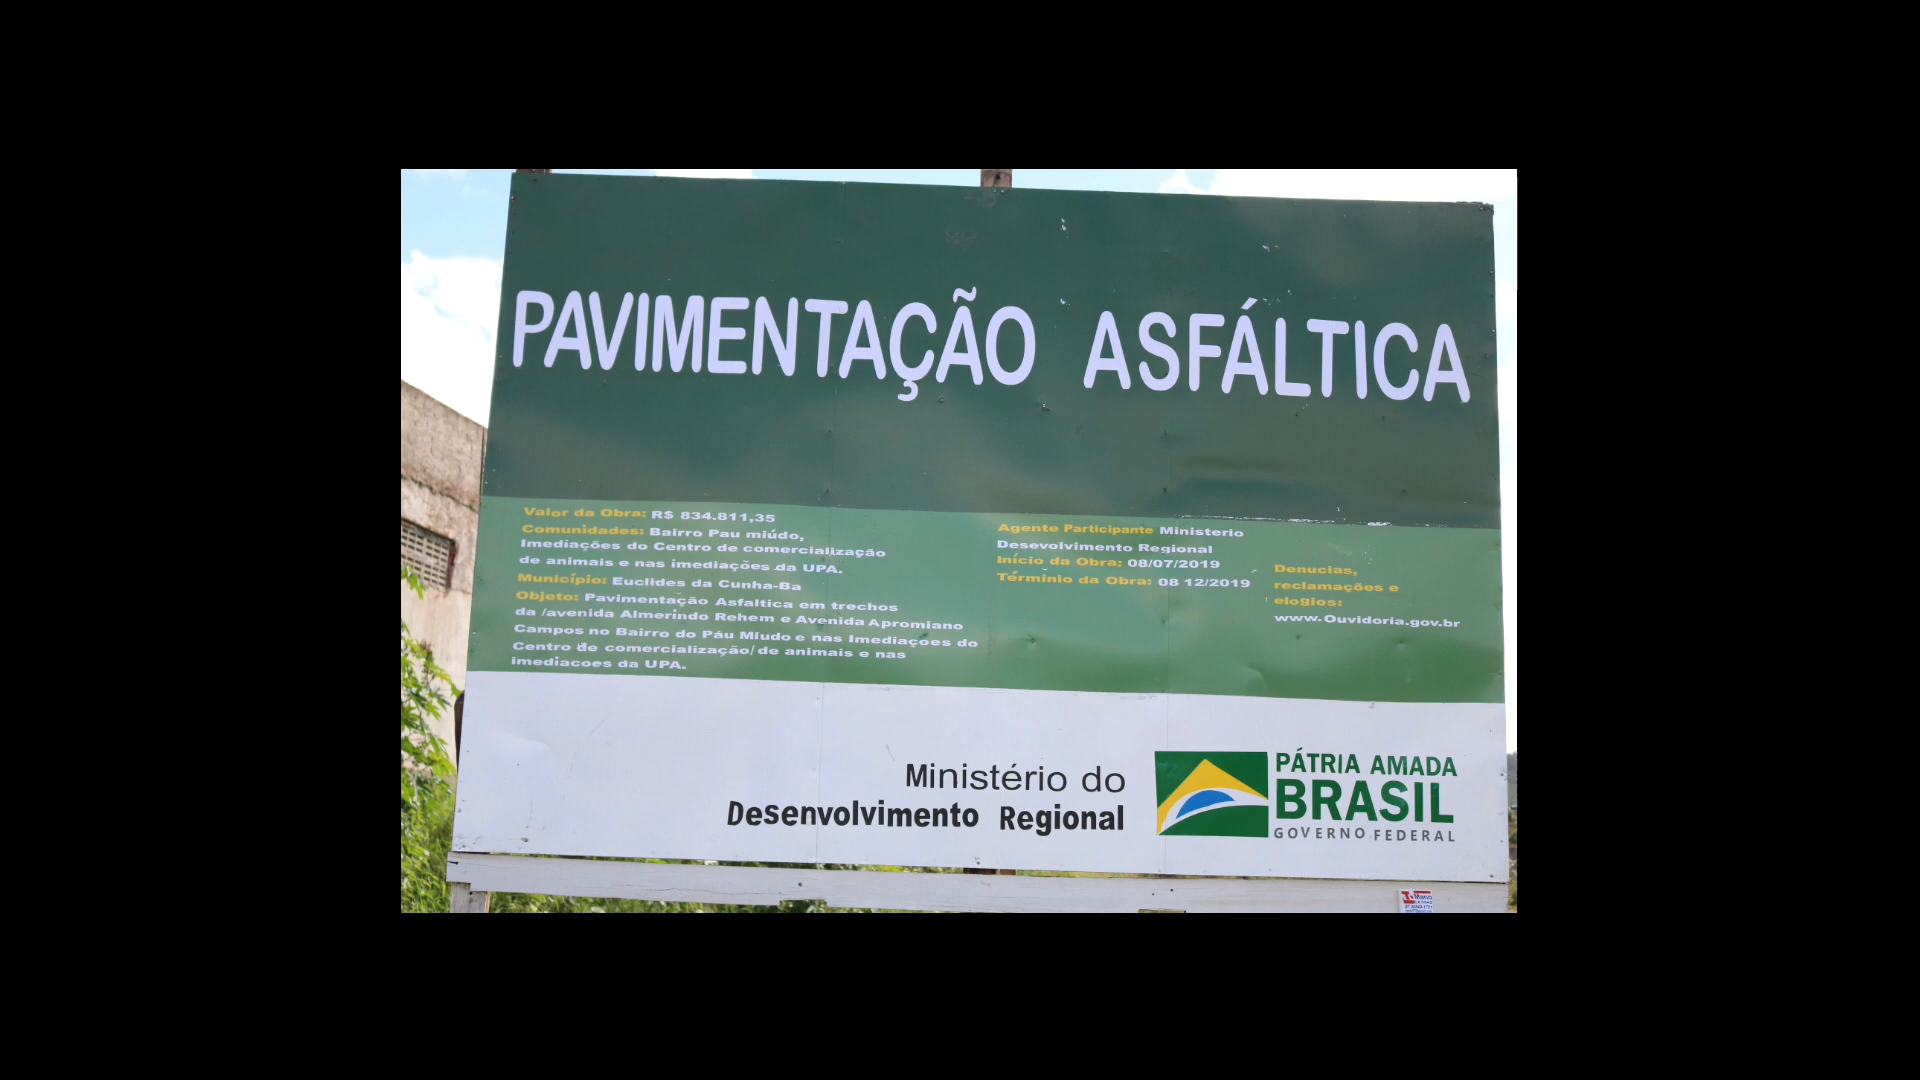 PAVIMENTAÇÃO ASFÁLTICA
Valor da Obra: R$ 834.811,35
Comunidades: Bairro Pau miúdo,
Imediações do Centro de comercialização
de animais e nas imediações da UPA.
Município: Euclides da Cunha-Ba
Objeto: Pavimentação Asfaltica em trechos
da /avenida Almerindo Rehem e Avenida Apromiano
Campos no Bairro do Páu Miudo e nas Imediaçoes do
Centro de comercialização/ de animais e nas
imediacoes da UPA.
Agente Participante Ministerio
Desevolvimento Regional
Início da Obra: 08/07/2019
Términio da Obra: 08 12/2019
Denucias,
reclamações e
elogios:
www.Ouvidoria.gov.br
Ministério do
Desenvolvimento Regional
PÁTRIA AMADA
BRASIL
GOVERNO FEDERAL